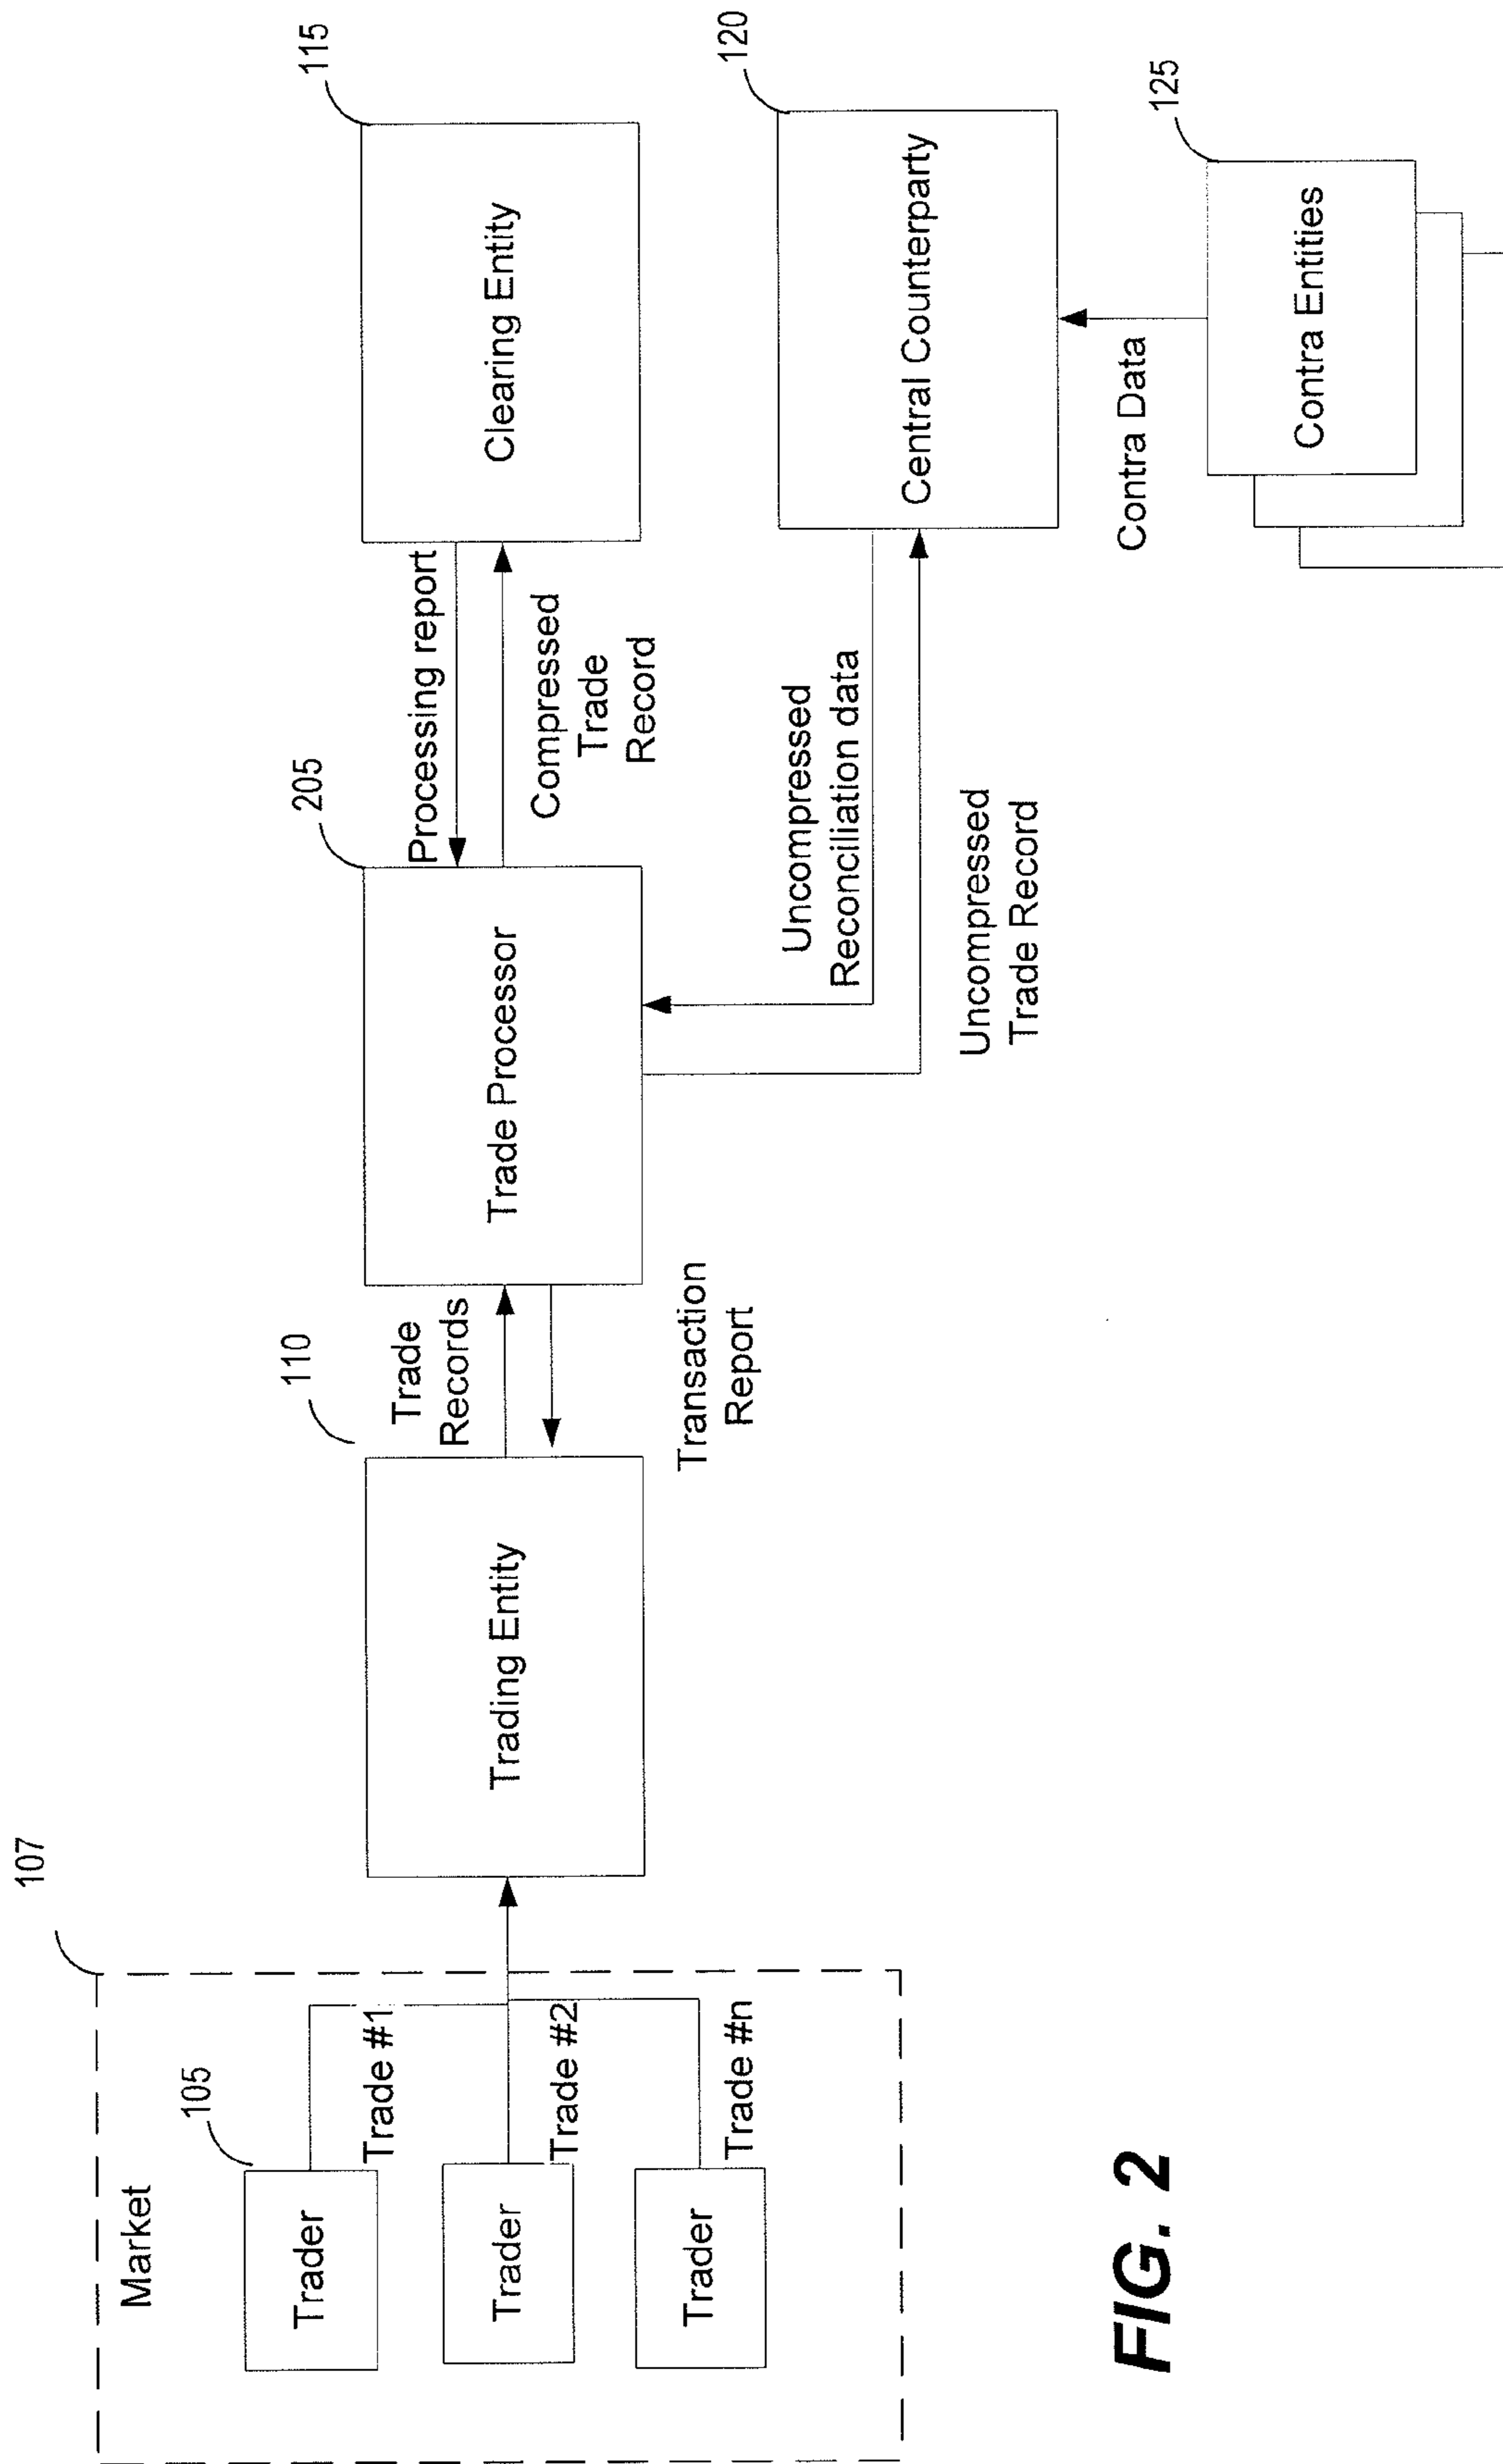 107
Market
105
Trader
Trade #1
Trader
Trade #2
Trader
Trade #n
110
Trading Entity
Trade
Records
Transaction
Report
205
Trade Processor
Processing report
Compressed
Trade
Record
115
Clearing Entity
Uncompressed
Reconciliation data
Uncompressed
Trade Record
120
Central Counterparty
Contra Data
125
Contra Entities
FIG. 2